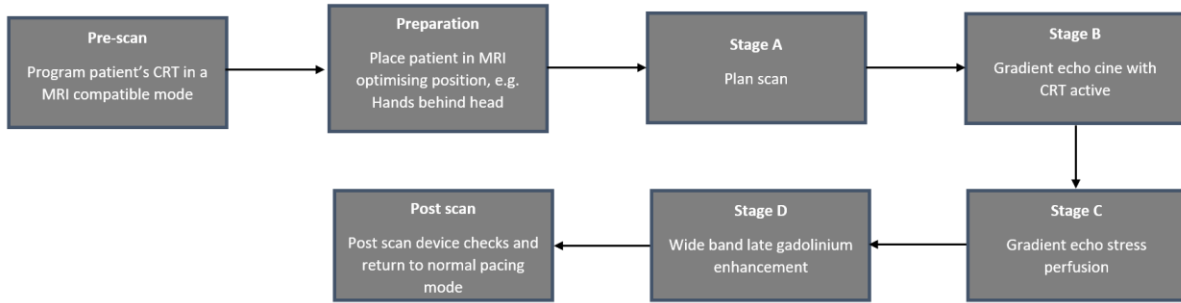 Pre-scan
Program patient's CRT in a
MRI compatible mode
Preparation
Place patient in MRI
optimising position, e.g.
Hands behind head
Stage A
Plan scan
Stage B
Gradient echo cine with
CRT active
Stage C
Gradient echo stress
perfusion
Stage D
Wide band late gadolinium
enhancement
Post scan
Post scan device checks and
return to normal pacing
mode